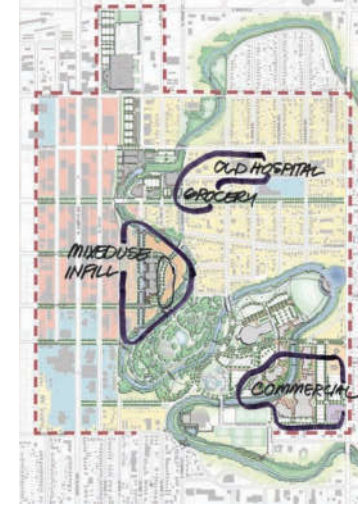 OLD HOSPITAL
GROCERY
MIXED USE
INFILL
COMMERCIAL